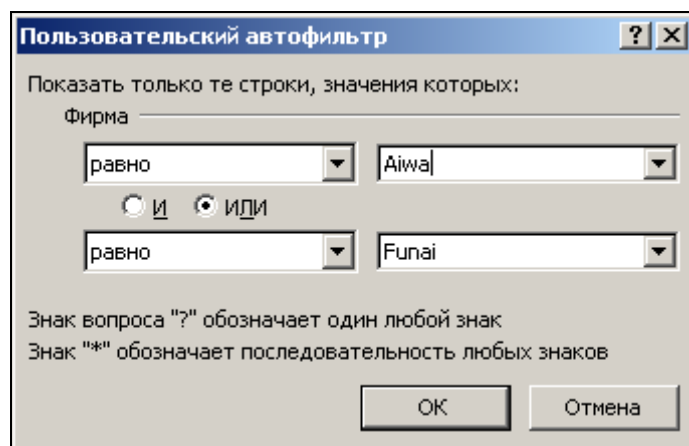 Пользовательский автофильтр
Показать только те строки, значения которых:
Фирма
равно Aiwa
И ИЛИ
равно Funai
Знак вопроса "?" обозначает один любой знак
Знак "*" обозначает последовательность любых знаков
ОК Отмена